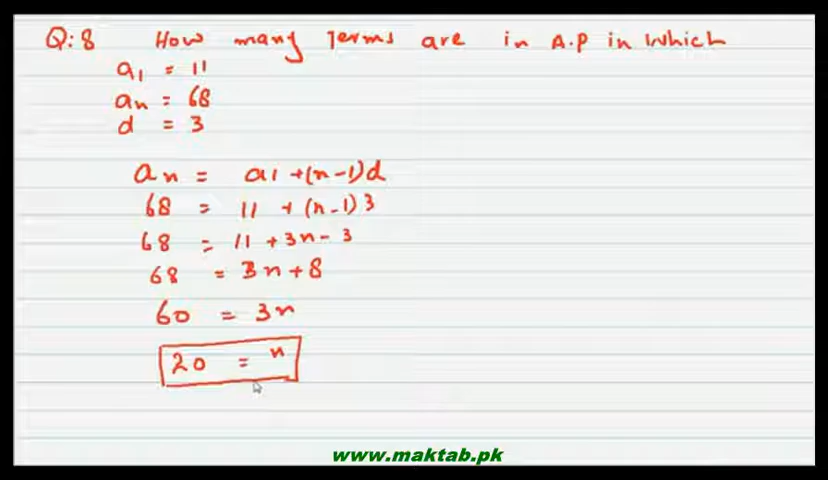 Q:8 How many Terms are in A.P in Which
a1 = 11
an = 68
d = 3
an = a1 +(n-1)d
68 = 11 + (n-1)3
68 = 11 + 3n - 3
68 = 3n + 8
60 = 3n
20 = n
www.maktab.pk